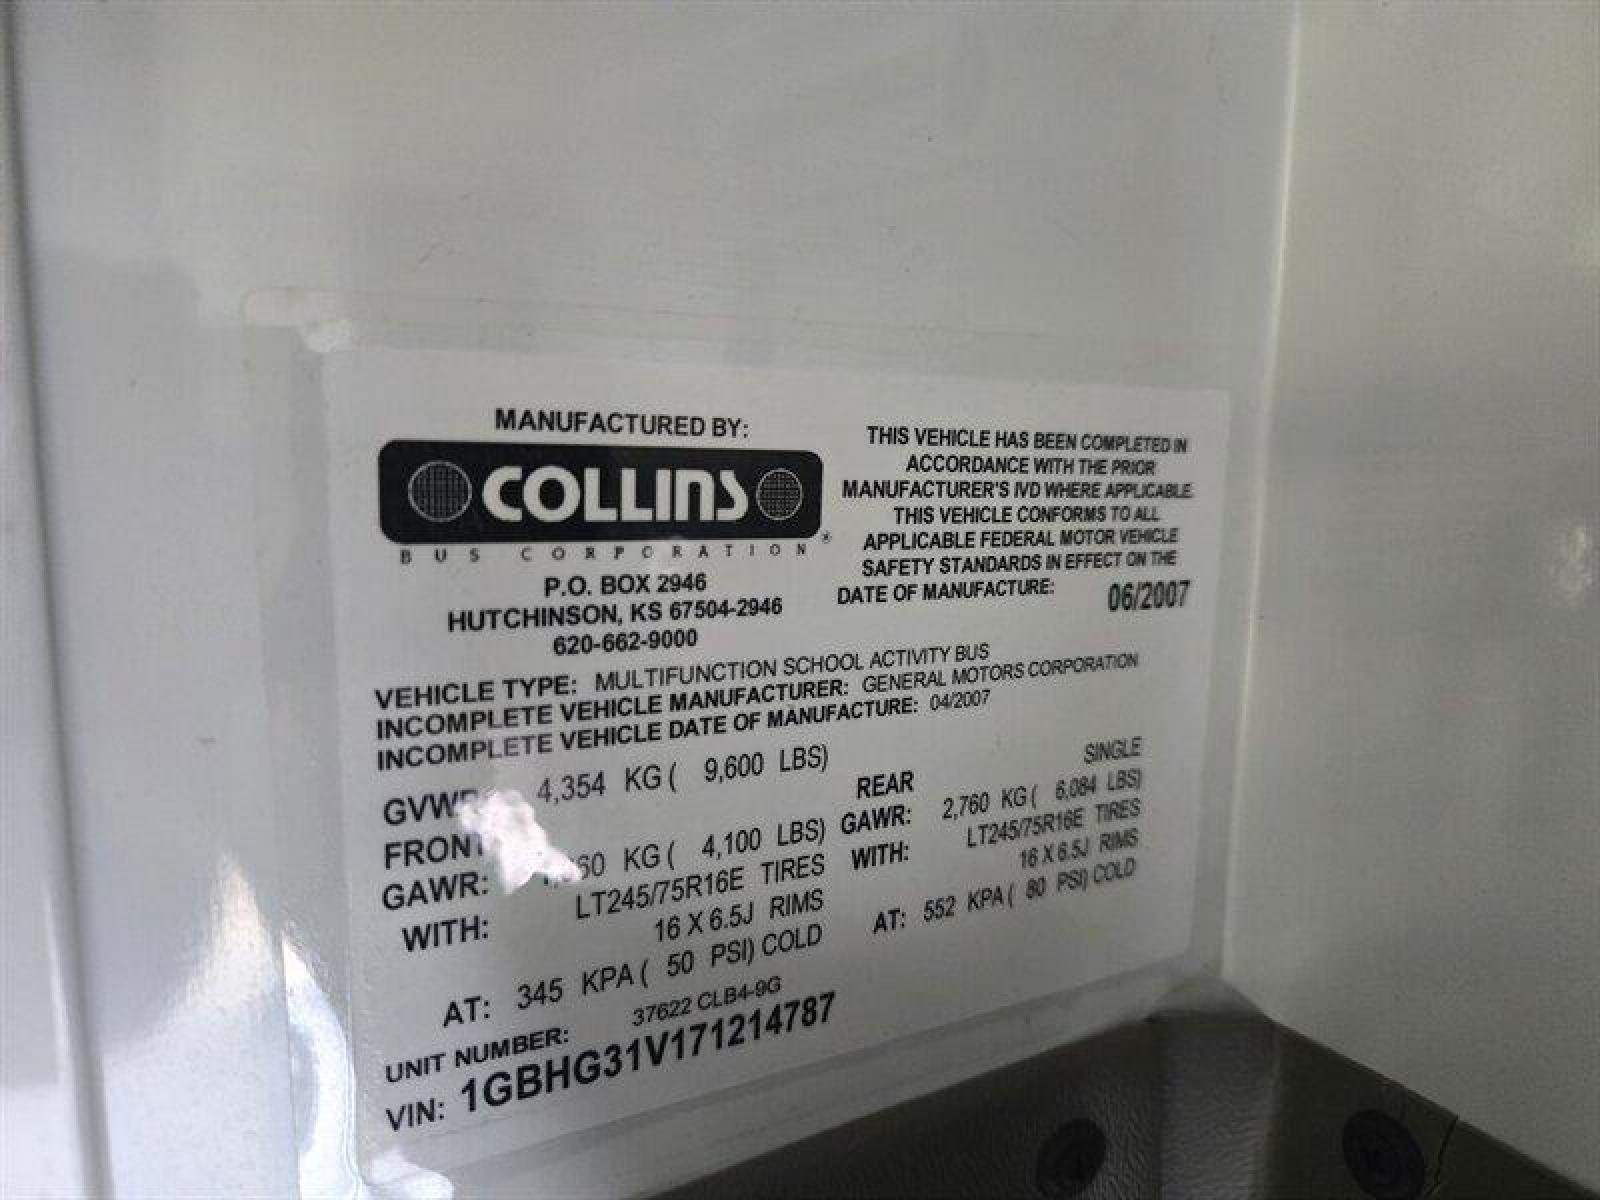 MANUFACTURED BY:
COLLINS
BUS CORPORATION®
P.O. BOX 2946
HUTCHINSON, KS 67504-2946
620-662-9000
THIS VEHICLE HAS BEEN COMPLETED IN
ACCORDANCE WITH THE PRIOR
MANUFACTURER'S IVD WHERE APPLICABLE.
THIS VEHICLE CONFORMS TO ALL
APPLICABLE FEDERAL MOTOR VEHICLE
SAFETY STANDARDS IN EFFECT ON THE
DATE OF MANUFACTURE: 06/2007
VEHICLE TYPE: MULTIFUNCTION SCHOOL ACTIVITY BUS
INCOMPLETE VEHICLE MANUFACTURER: GENERAL MOTORS CORPORATION
INCOMPLETE VEHICLE DATE OF MANUFACTURE: 04/2007
GVWR 4,354 KG ( 9,600 LBS)
FRONT
GAWR: KG ( 4,100 LBS)
WITH: LT245/75R16E TIRES
16 X 6.5J RIMS
AT: 345 KPA ( 50 PSI) COLD
SINGLE
REAR
GAWR: 2,760 KG ( 6,084 LBS)
WITH: LT245/75R16E TIRES
16 X 6.5J RIMS
AT: 552 KPA ( 80 PSI) COLD
UNIT NUMBER: 37622 CLB4-9G
VIN: 1GBHG31V171214787